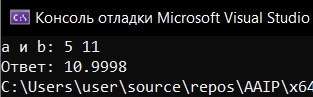 Консоль отладки Microsoft Visual Studio
a и b: 5 11
Ответ: 10.9998
C:\Users\user\source\repos\AAIP\x64